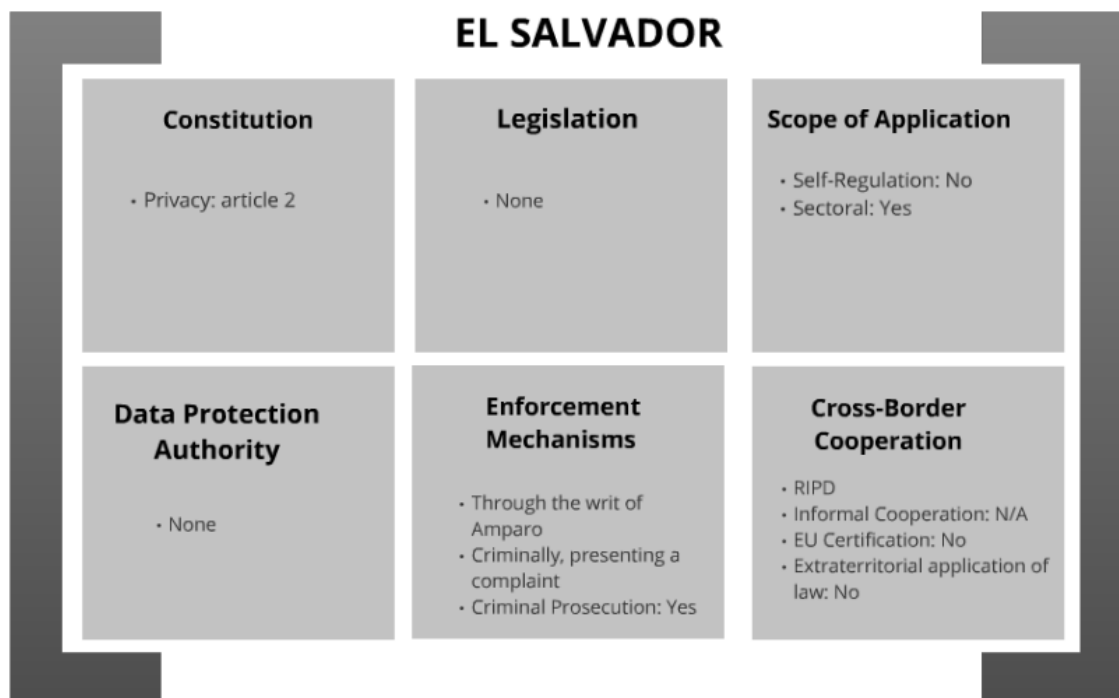 EL SALVADOR
Constitution
• Privacy: article 2
Legislation
• None
Scope of Application
• Self-Regulation: No
• Sectoral: Yes
Data Protection
Authority
• None
Enforcement
Mechanisms
• Through the writ of
Amparo
• Criminally, presenting a
complaint
• Criminal Prosecution: Yes
Cross-Border
Cooperation
• RIPD
• Informal Cooperation: N/A
• EU Certification: No
• Extraterritorial application of
law: No